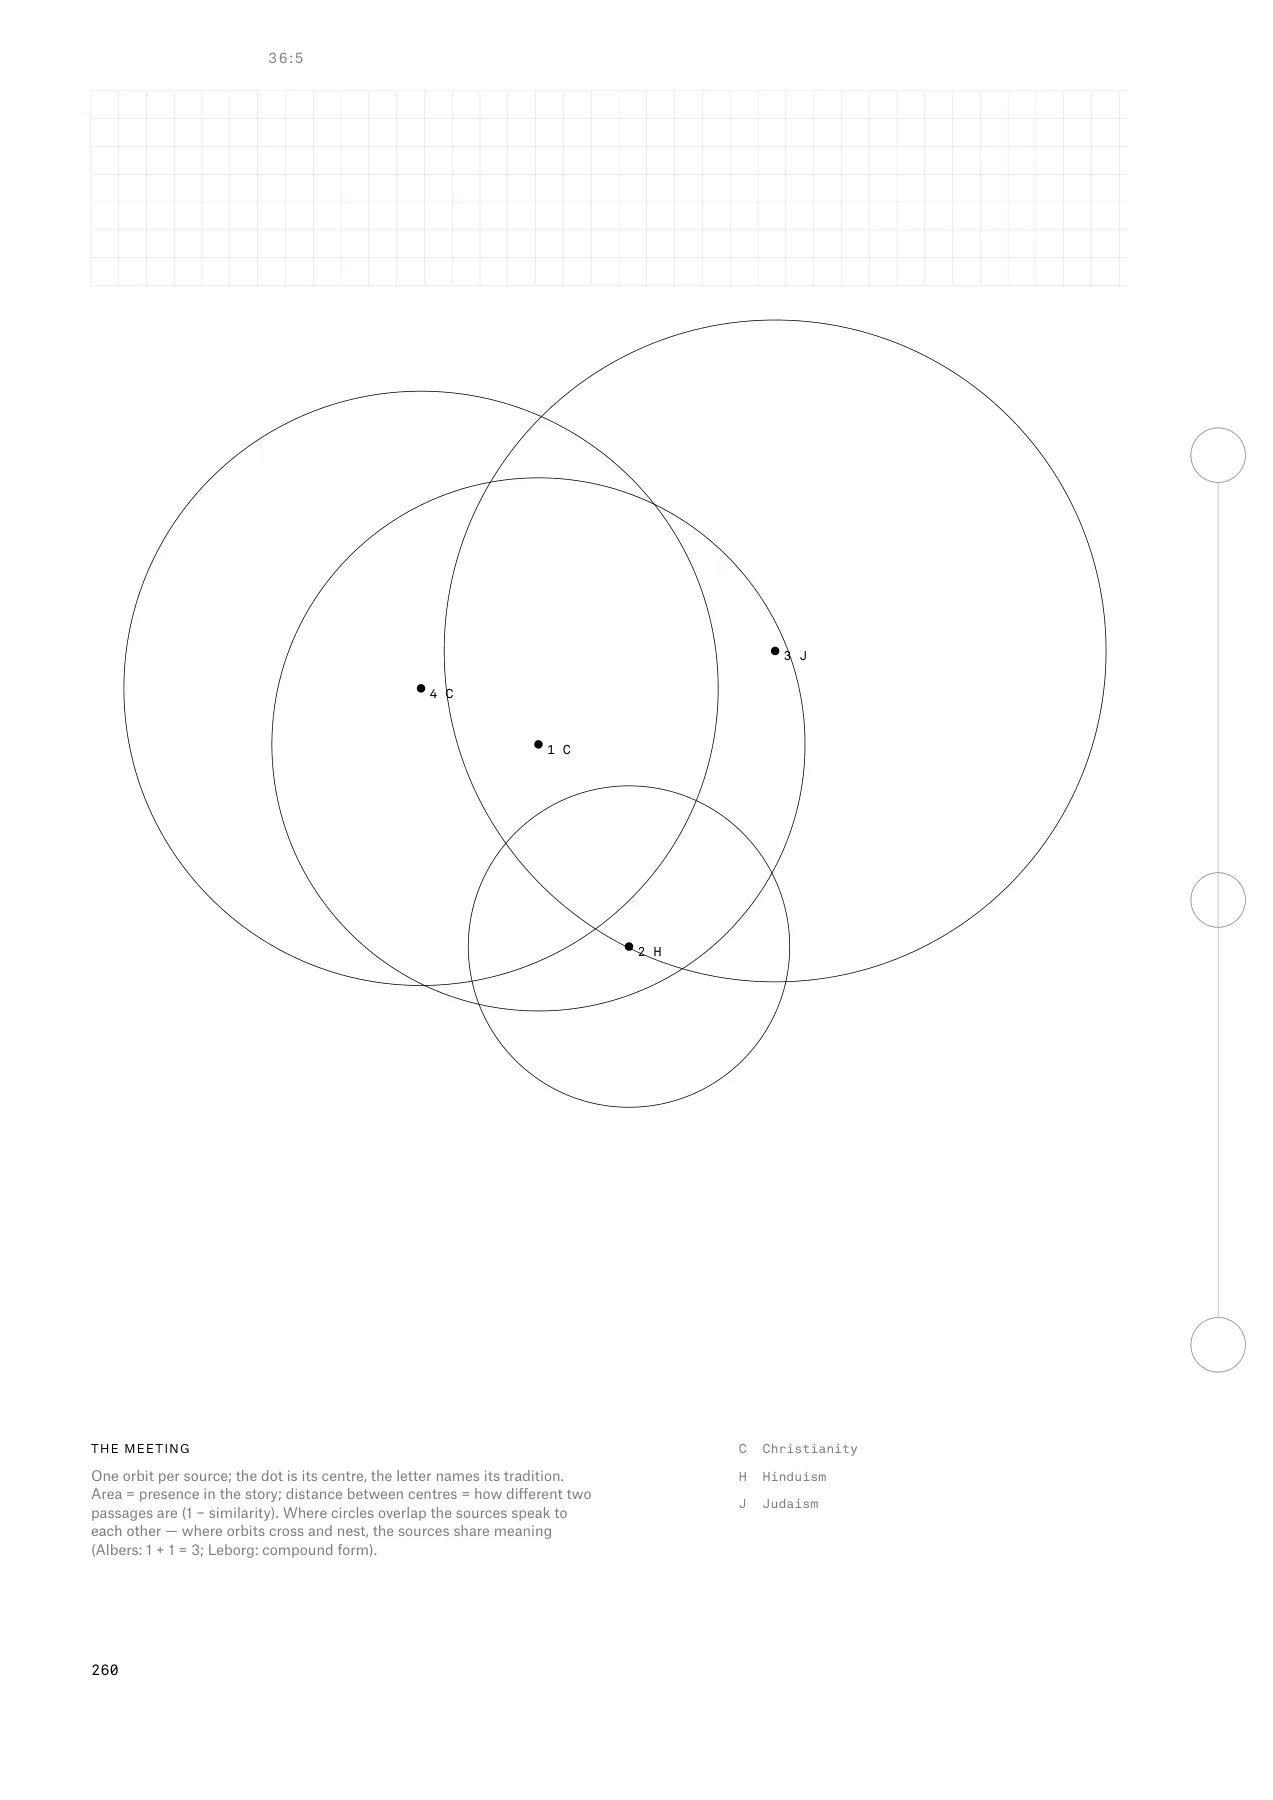 36:5
3 J
4 C
1 C
2 H
THE MEETING
One orbit per source; the dot is its centre, the letter names its tradition.
Area = presence in the story; distance between centres = how different two
passages are (1 − similarity). Where circles overlap the sources speak to
each other — where orbits cross and nest, the sources share meaning
(Albers: 1 + 1 = 3; Leborg: compound form).
C Christianity
H Hinduism
J Judaism
260